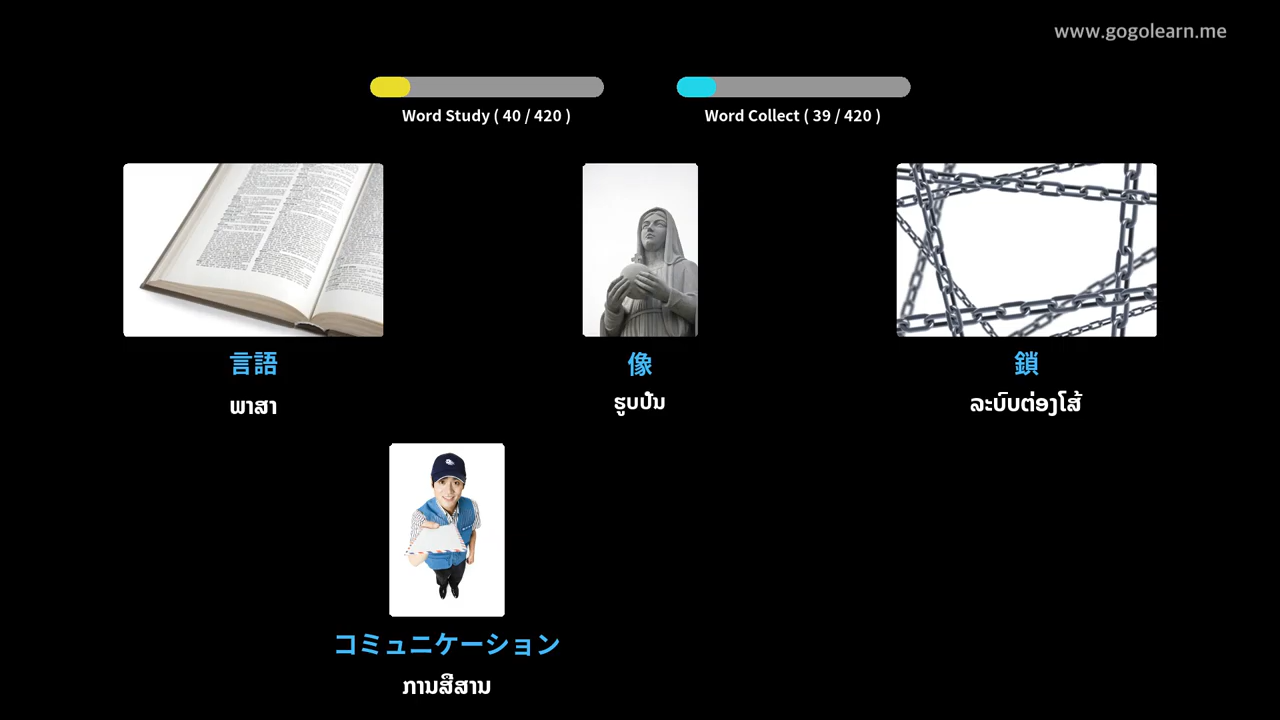 www.gogolearn.me
Word Study ( 40 / 420 )
Word Collect ( 39 / 420 )
言語
ພາສາ
像
ຮູບປັ້ນ
鎖
ລະບົບຕ່ອງໂສ້
コミュニケーション
ການສື່ສານ